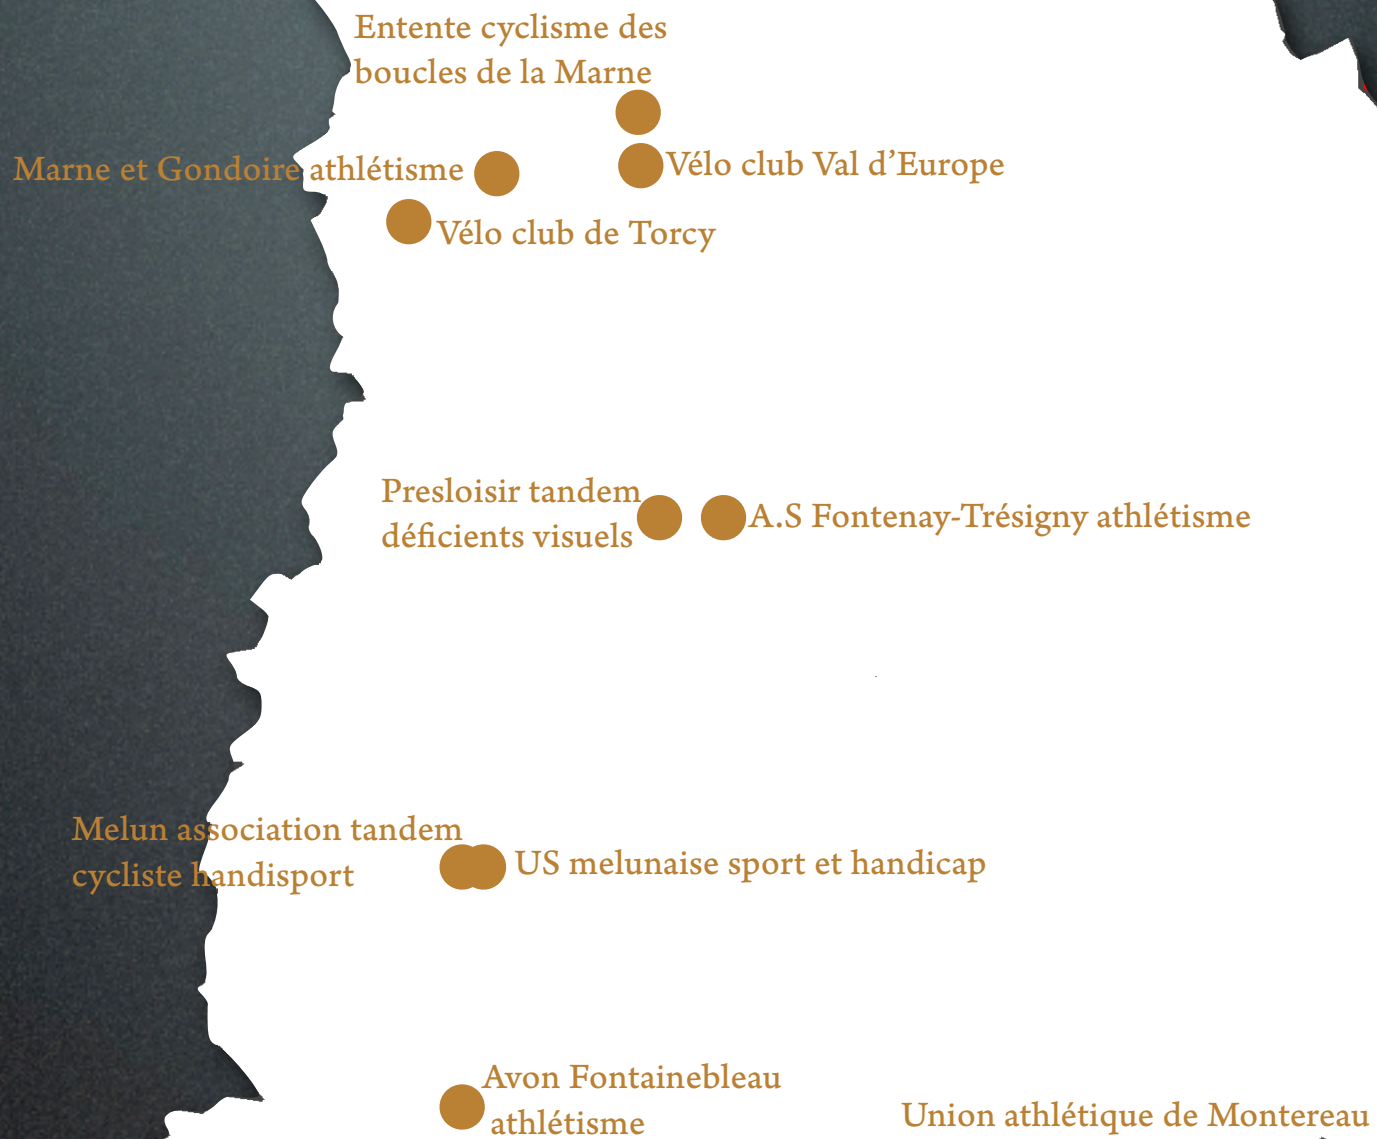 Entente cyclisme des
boucles de la Marne
Marne et Gondoire athlétisme
Vélo club Val d’Europe
Vélo club de Torcy
Presloisir tandem
déficients visuels
A.S Fontenay-Trésigny athlétisme
Melun association tandem
cycliste handisport
US melunaise sport et handicap
Avon Fontainebleau
athlétisme
Union athlétique de Montereau